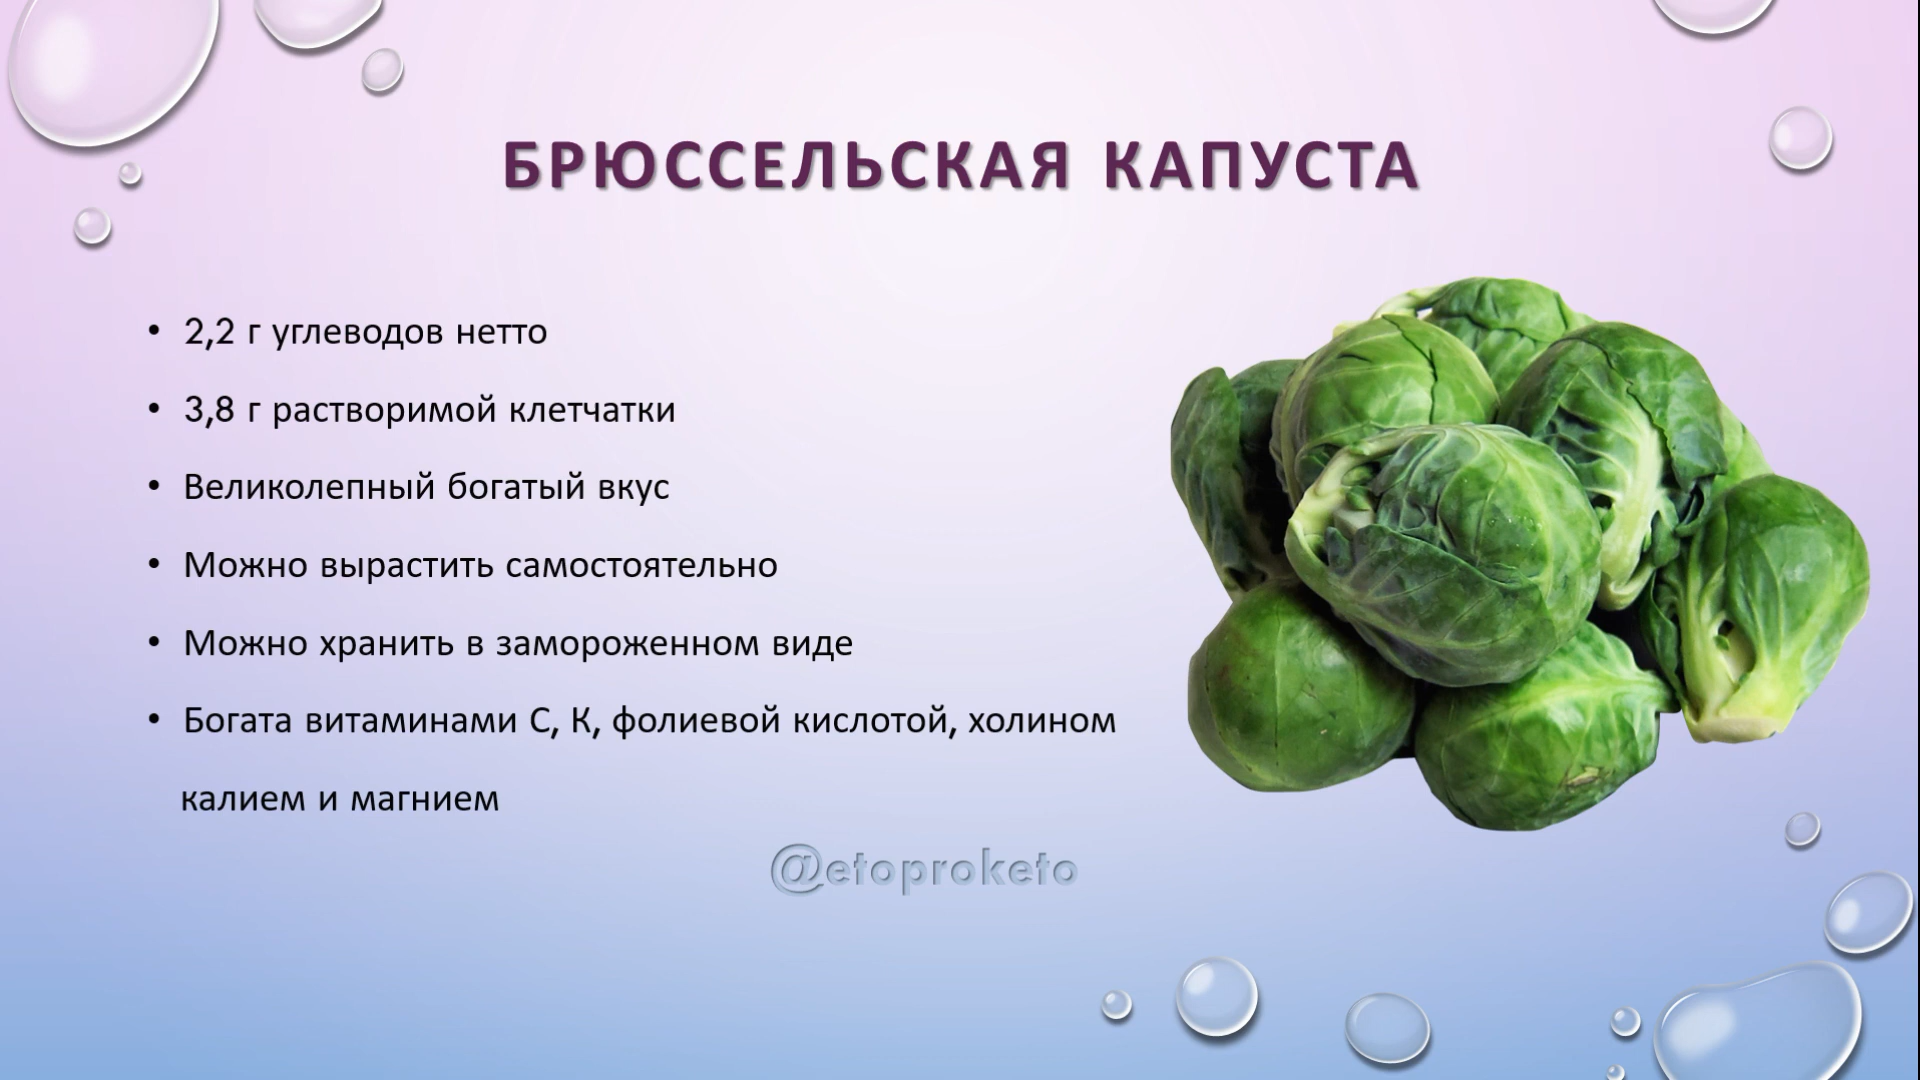 БРЮССЕЛЬСКАЯ КАПУСТА
• 2,2 г углеводов нетто
• 3,8 г растворимой клетчатки
• Великолепный богатый вкус
• Можно вырастить самостоятельно
• Можно хранить в замороженном виде
• Богата витаминами С, К, фолиевой кислотой, холином
калием и магнием
@etoproketo